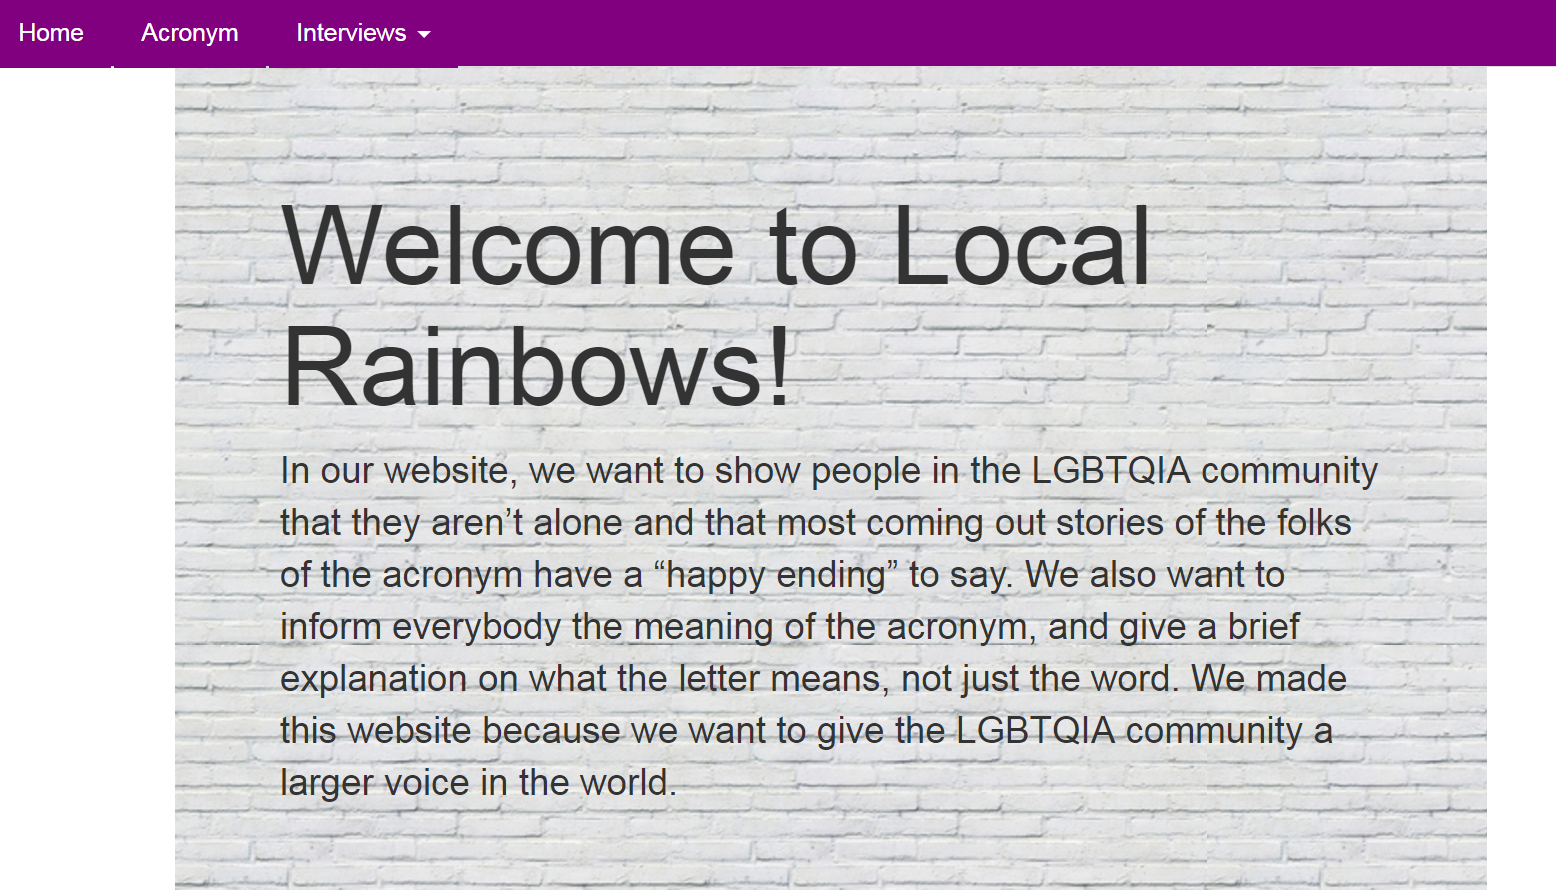 Home Acronym Interviews
Welcome to Local
Rainbows!
In our website, we want to show people in the LGBTQIA community
that they aren’t alone and that most coming out stories of the folks
of the acronym have a “happy ending” to say. We also want to
inform everybody the meaning of the acronym, and give a brief
explanation on what the letter means, not just the word. We made
this website because we want to give the LGBTQIA community a
larger voice in the world.